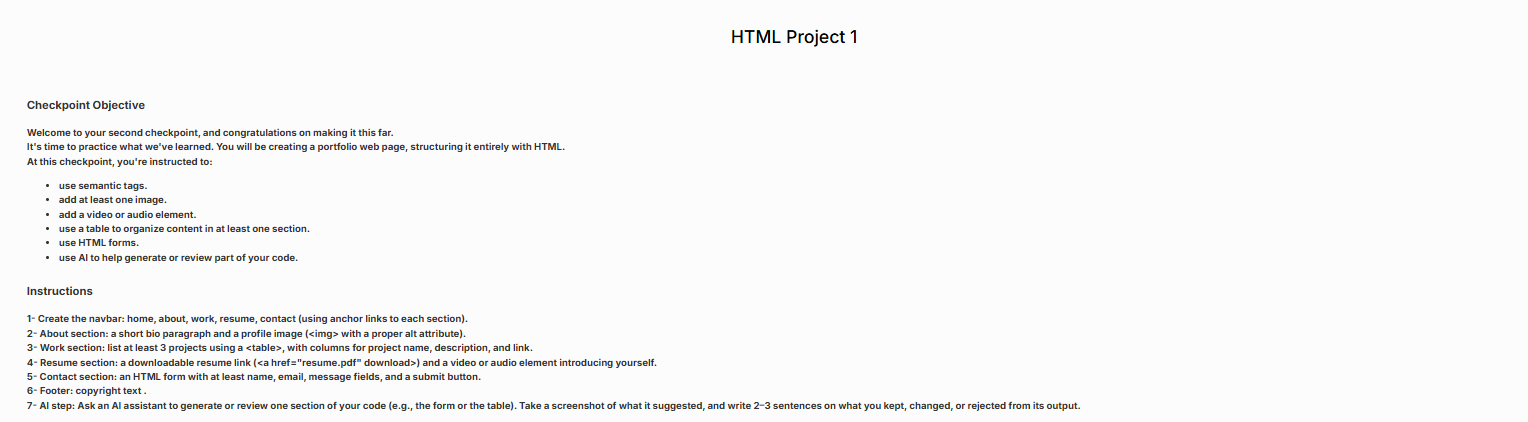 HTML Project 1
Checkpoint Objective
Welcome to your second checkpoint, and congratulations on making it this far.
It's time to practice what we've learned. You will be creating a portfolio web page, structuring it entirely with HTML.
At this checkpoint, you're instructed to:
• use semantic tags.
• add at least one image.
• add a video or audio element.
• use a table to organize content in at least one section.
• use HTML forms.
• use AI to help generate or review part of your code.
Instructions
1- Create the navbar: home, about, work, resume, contact (using anchor links to each section).
2- About section: a short bio paragraph and a profile image (<img> with a proper alt attribute).
3- Work section: list at least 3 projects using a <table>, with columns for project name, description, and link.
4- Resume section: a downloadable resume link (<a href="resume.pdf" download>) and a video or audio element introducing yourself.
5- Contact section: an HTML form with at least name, email, message fields, and a submit button.
6- Footer: copyright text .
7- AI step: Ask an AI assistant to generate or review one section of your code (e.g., the form or the table). Take a screenshot of what it suggested, and write 2–3 sentences on what you kept, changed, or rejected from its output.